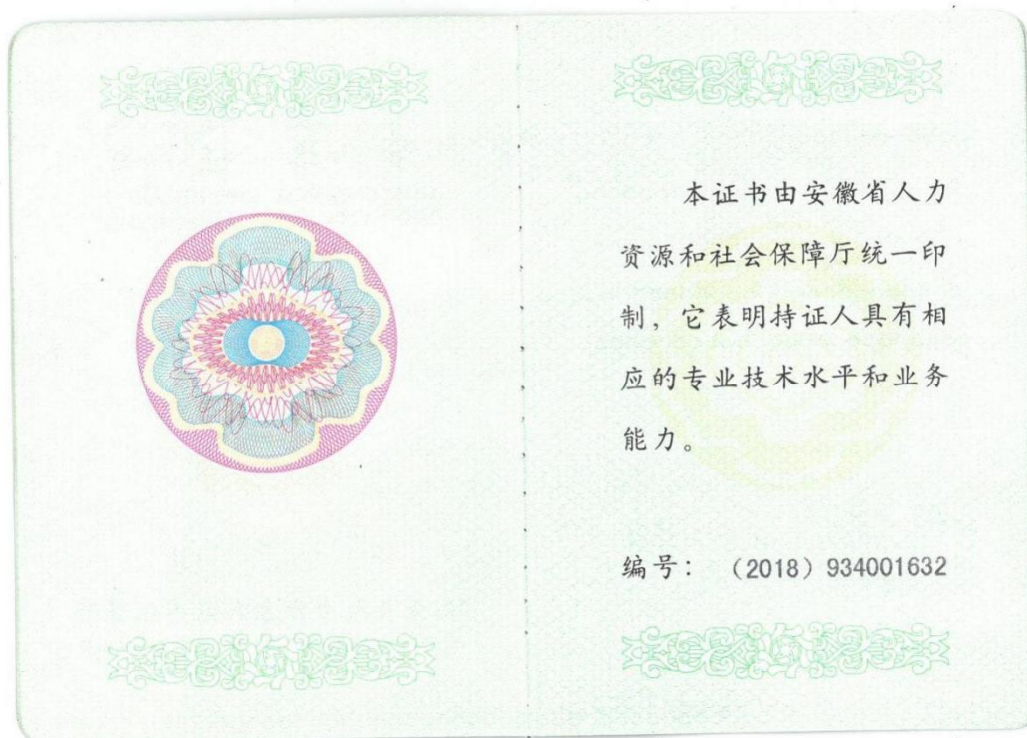 本证书由安徽省人力
资源和社会保障厅统一印
制，它表明持证人具有相
应的专业技术水平和业务
能力。
编号：（2018）934001632